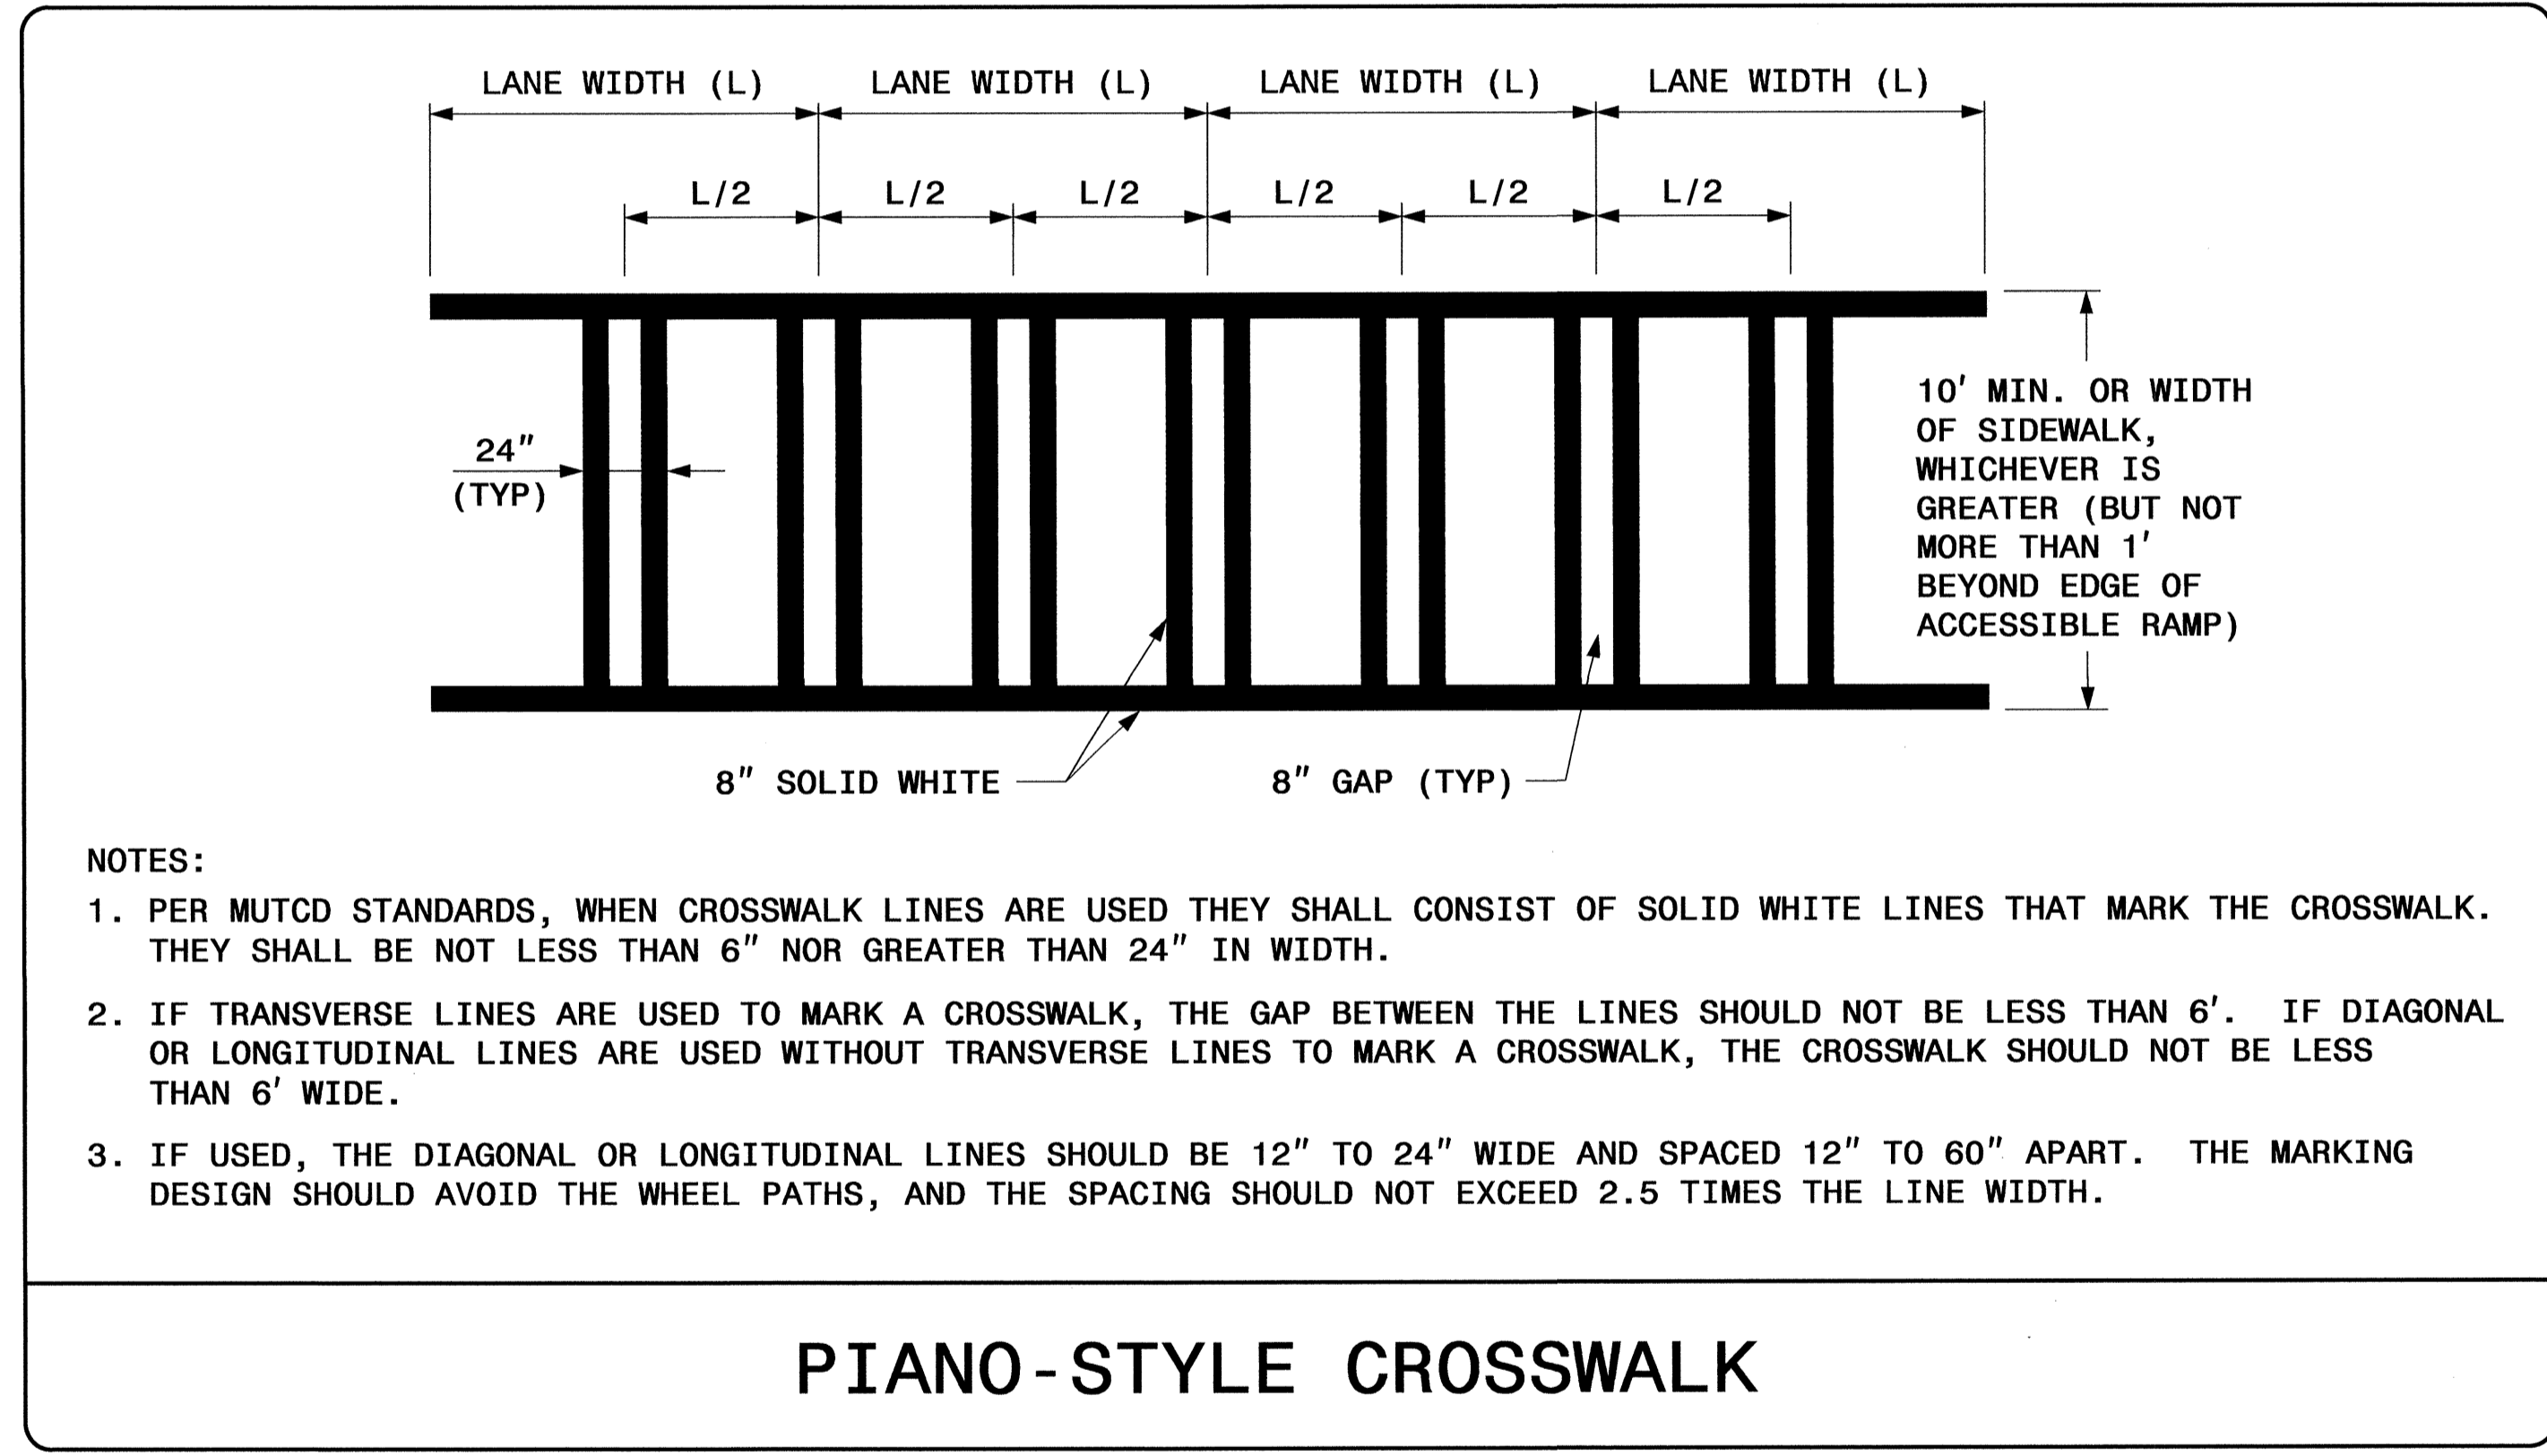 LANE WIDTH (L) LANE WIDTH (L) LANE WIDTH (L) LANE WIDTH (L)
L/2 L/2 L/2 L/2 L/2 L/2
24"
(TYP)
10' MIN. OR WIDTH
OF SIDEWALK,
WHICHEVER IS
GREATER (BUT NOT
MORE THAN 1'
BEYOND EDGE OF
ACCESSIBLE RAMP)
8" SOLID WHITE 8" GAP (TYP)
NOTES:
1. PER MUTCD STANDARDS, WHEN CROSSWALK LINES ARE USED THEY SHALL CONSIST OF SOLID WHITE LINES THAT MARK THE CROSSWALK.
THEY SHALL BE NOT LESS THAN 6" NOR GREATER THAN 24" IN WIDTH.
2. IF TRANSVERSE LINES ARE USED TO MARK A CROSSWALK, THE GAP BETWEEN THE LINES SHOULD NOT BE LESS THAN 6'. IF DIAGONAL
OR LONGITUDINAL LINES ARE USED WITHOUT TRANSVERSE LINES TO MARK A CROSSWALK, THE CROSSWALK SHOULD NOT BE LESS
THAN 6' WIDE.
3. IF USED, THE DIAGONAL OR LONGITUDINAL LINES SHOULD BE 12" TO 24" WIDE AND SPACED 12" TO 60" APART. THE MARKING
DESIGN SHOULD AVOID THE WHEEL PATHS, AND THE SPACING SHOULD NOT EXCEED 2.5 TIMES THE LINE WIDTH.
PIANO-STYLE CROSSWALK